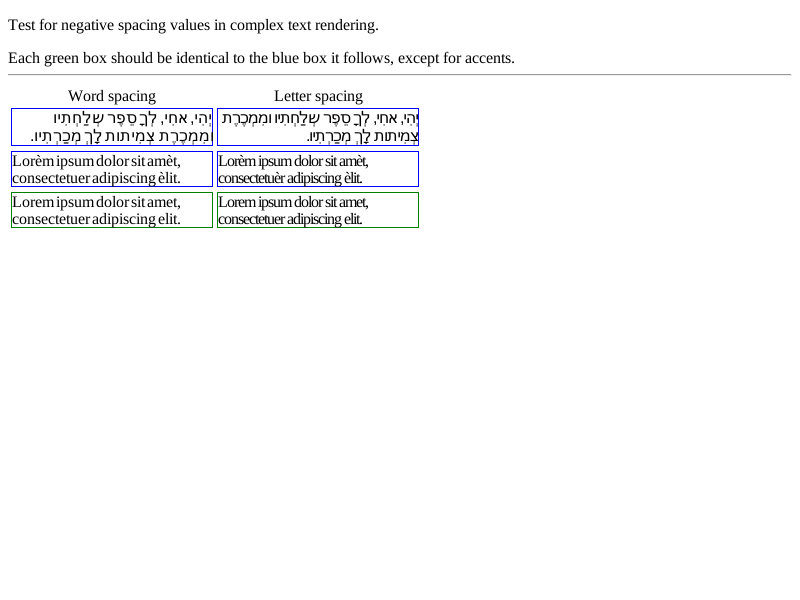 Test for negative spacing values in complex text rendering.
Each green box should be identical to the blue box it follows, except for accents.
Word spacing
Letter spacing
יְהִי, אחִי, לְךָ סֵפֶר שְׁלַחְתִּיו
וּמִמְכֶּרֶת צְמִיתוּת לָךְ מְכַרְתִּיו.
יְהִי, אחִי, לְךָ סֵפֶר שְׁלַחְתִּיו וּמִמְכֶּרֶת
צְמִיתוּת לָךְ מְכַרְתִּיו.
Lorèm ipsum dolor sit amèt,
consectetuer adipiscing èlit.
Lorèm ipsum dolor sit amèt,
consectetuèr adipiscing èlit.
Lorem ipsum dolor sit amet,
consectetuer adipiscing elit.
Lorem ipsum dolor sit amet,
consectetuer adipiscing elit.